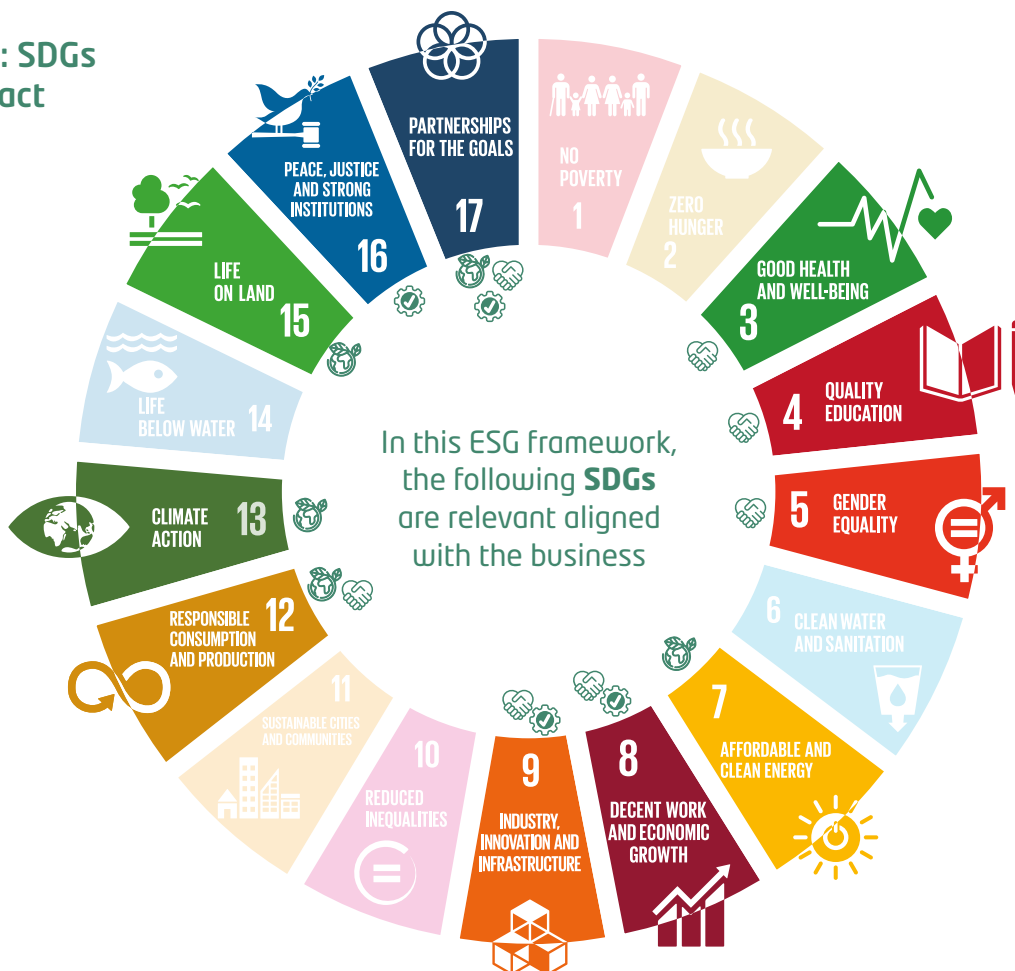 : SDGs
act
PARTNERSHIPS
FOR THE GOALS
17
NO
POVERTY
1
ZERO
HUNGER
2
GOOD HEALTH
AND WELL-BEING
3
4
QUALITY
EDUCATION
5
GENDER
EQUALITY
6
CLEAN WATER
AND SANITATION
7
AFFORDABLE AND
CLEAN ENERGY
8
DECENT WORK
AND ECONOMIC
GROWTH
9
INDUSTRY,
INNOVATION AND
INFRASTRUCTURE
10
REDUCED
INEQUALITIES
11
SUSTAINABLE CITIES
AND COMMUNITIES
12
RESPONSIBLE
CONSUMPTION
AND PRODUCTION
13
CLIMATE
ACTION
14
LIFE
BELOW WATER
15
LIFE
ON LAND
16
PEACE, JUSTICE
AND STRONG
INSTITUTIONS
In this ESG framework,
the following SDGs
are relevant aligned
with the business